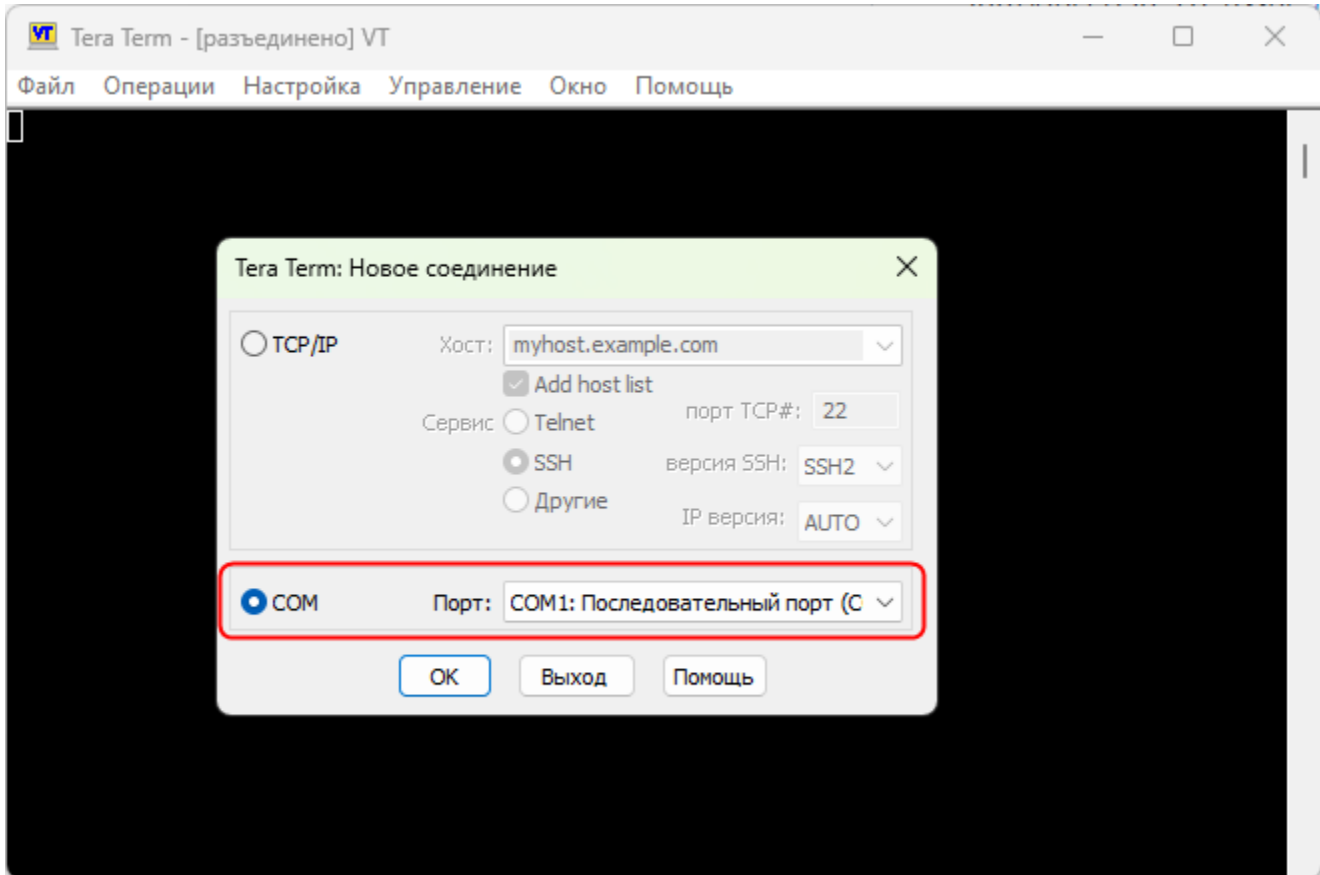 VT Tera Term - [разъединено] VT
Файл Операции Настройка Управление Окно Помощь
Tera Term: Новое соединение
TCP/IP Хост: myhost.example.com
Add host list
Сервис Telnet порт TCP#: 22
SSH версия SSH: SSH2
Другие IP версия: AUTO
COM Порт: COM1: Последовательный порт (C
OK Выход Помощь